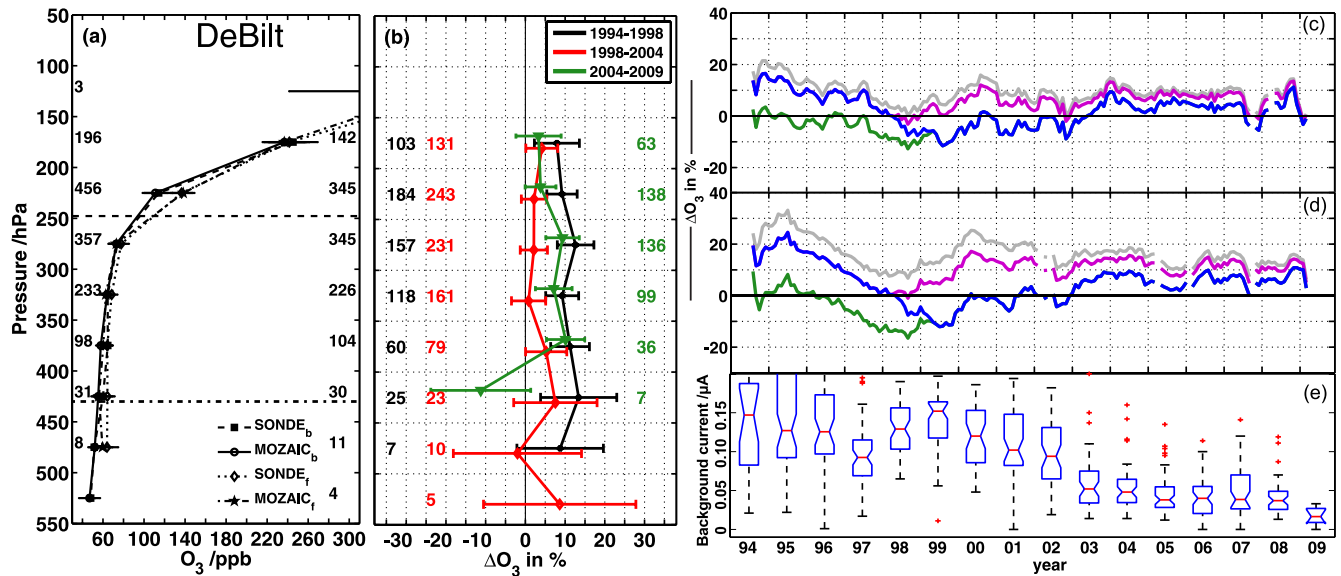 (a) DeBilt
50
100
150
200
250
300
350
400
450
500
550
Pressure /hPa
3
196
456
357
233
98
31
8
142
345
345
226
104
30
11
4
SONDE_b
MOZAIC_b
SONDE_f
MOZAIC_f
60 100 140 180 220 260 300
O3/ppb
(b)
1994-1998
1998-2004
2004-2009
103 131 63
184 243 138
157 231 136
118 161 99
60 79 36
25 23 7
7 10
5
-30 -20 -10 0 10 20 30
ΔO3 in %
40
20
0
-20
(c)
ΔO3 in %
40
20
0
-20
(d)
0.15
0.10
0.05
0
Background current /µA
(e)
94 95 96 97 98 99 00 01 02 03 04 05 06 07 08 09
year